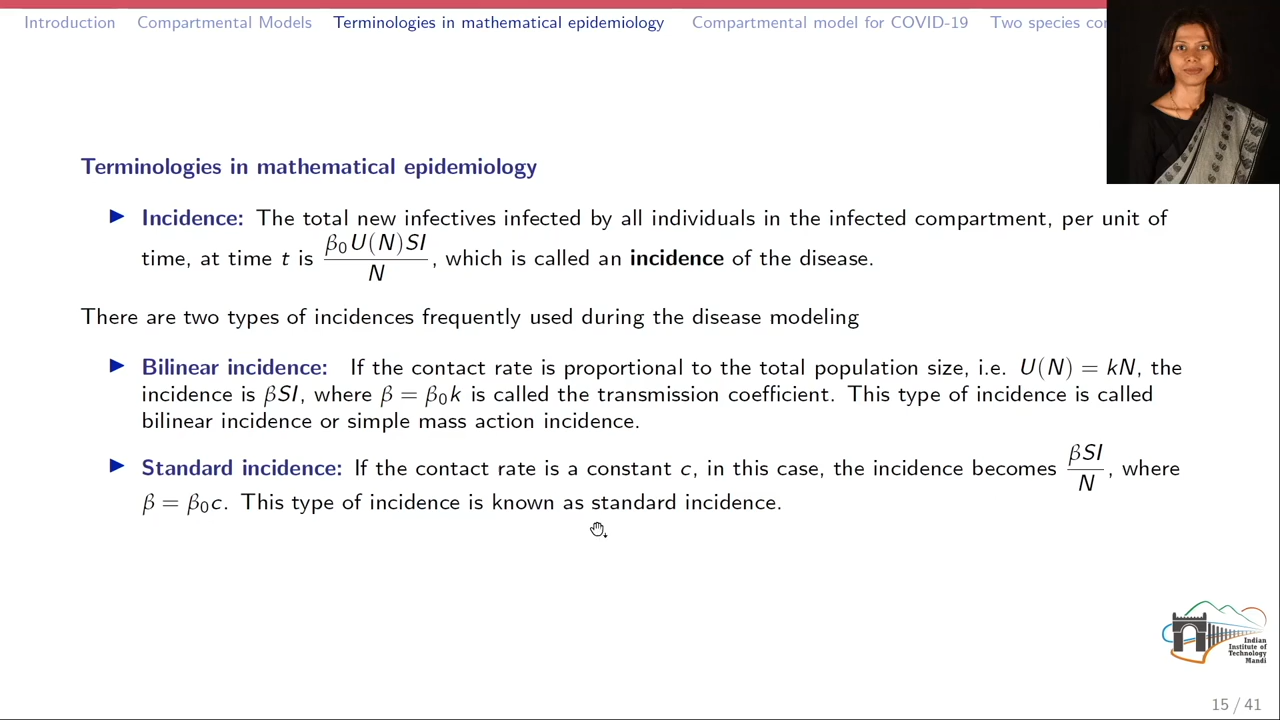 Introduction Compartmental Models Terminologies in mathematical epidemiology Compartmental model for COVID-19 Two species
Terminologies in mathematical epidemiology
▶ Incidence: The total new infectives infected by all individuals in the infected compartment, per unit of
time, at time t is β₀U(N)SI/N, which is called an incidence of the disease.
There are two types of incidences frequently used during the disease modeling
▶ Bilinear incidence: If the contact rate is proportional to the total population size, i.e. U(N) = kN, the
incidence is βSI, where β = β₀k is called the transmission coefficient. This type of incidence is called
bilinear incidence or simple mass action incidence.
▶ Standard incidence: If the contact rate is a constant c, in this case, the incidence becomes βSI/N, where
β = β₀c. This type of incidence is known as standard incidence.
Indian
Institute of
Technology
Mandi
15 / 41